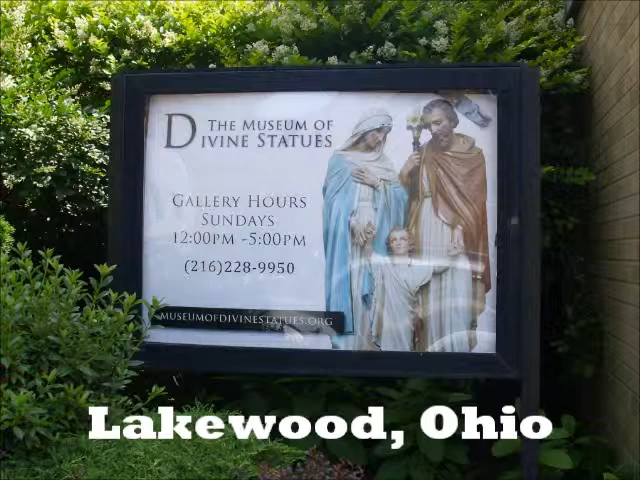 THE MUSEUM OF
DIVINE STATUES
GALLERY HOURS
SUNDAYS
12:00PM -5:00PM
(216)228-9950
MUSEUMOFDIVINESTATUES.ORG
Lakewood, Ohio